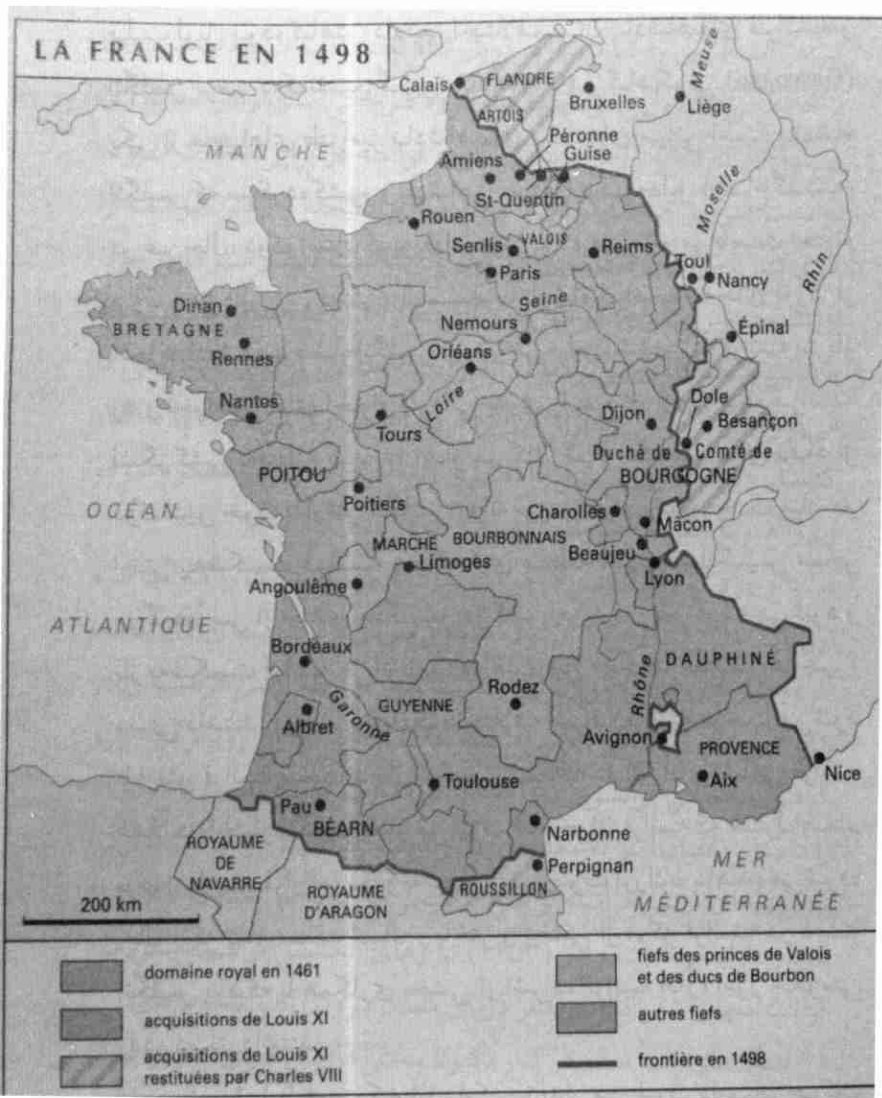 LA FRANCE EN 1498
Calais
FLANDRE
Bruxelles
Meuse
Liège
ARTOIS
MANCHE
Péronne
Amiens
Guise
St-Quentin
Moselle
Rouen
Senlis
VALOIS
Reims
Toul
Nancy
Rhin
Paris
Seine
Dinan
BRETAGNE
Rennes
Nemours
Orléans
Épinal
Nantes
Loire
Tours
Dijon
Dole
Besançon
Duché de
Comté de
BOURGOGNE
POITOU
Poitiers
OCÉAN
Charolles
Mâcon
MARCHE
BOURBONNAIS
Beaujeu
Limoges
Lyon
Angoulême
ATLANTIQUE
Bordeaux
DAUPHINÉ
Rhône
Garonne
GUYENNE
Rodez
Albret
Avignon
PROVENCE
Nice
Aix
Toulouse
Pau
BÉARN
Narbonne
ROYAUME
DE
NAVARRE
Perpignan
MER
ROUSSILLON
ROYAUME
D'ARAGON
MÉDITERRANÉE
200 km
domaine royal en 1461
acquisitions de Louis XI
acquisitions de Louis XI
restituées par Charles VIII
fiefs des princes de Valois
et des ducs de Bourbon
autres fiefs
frontière en 1498